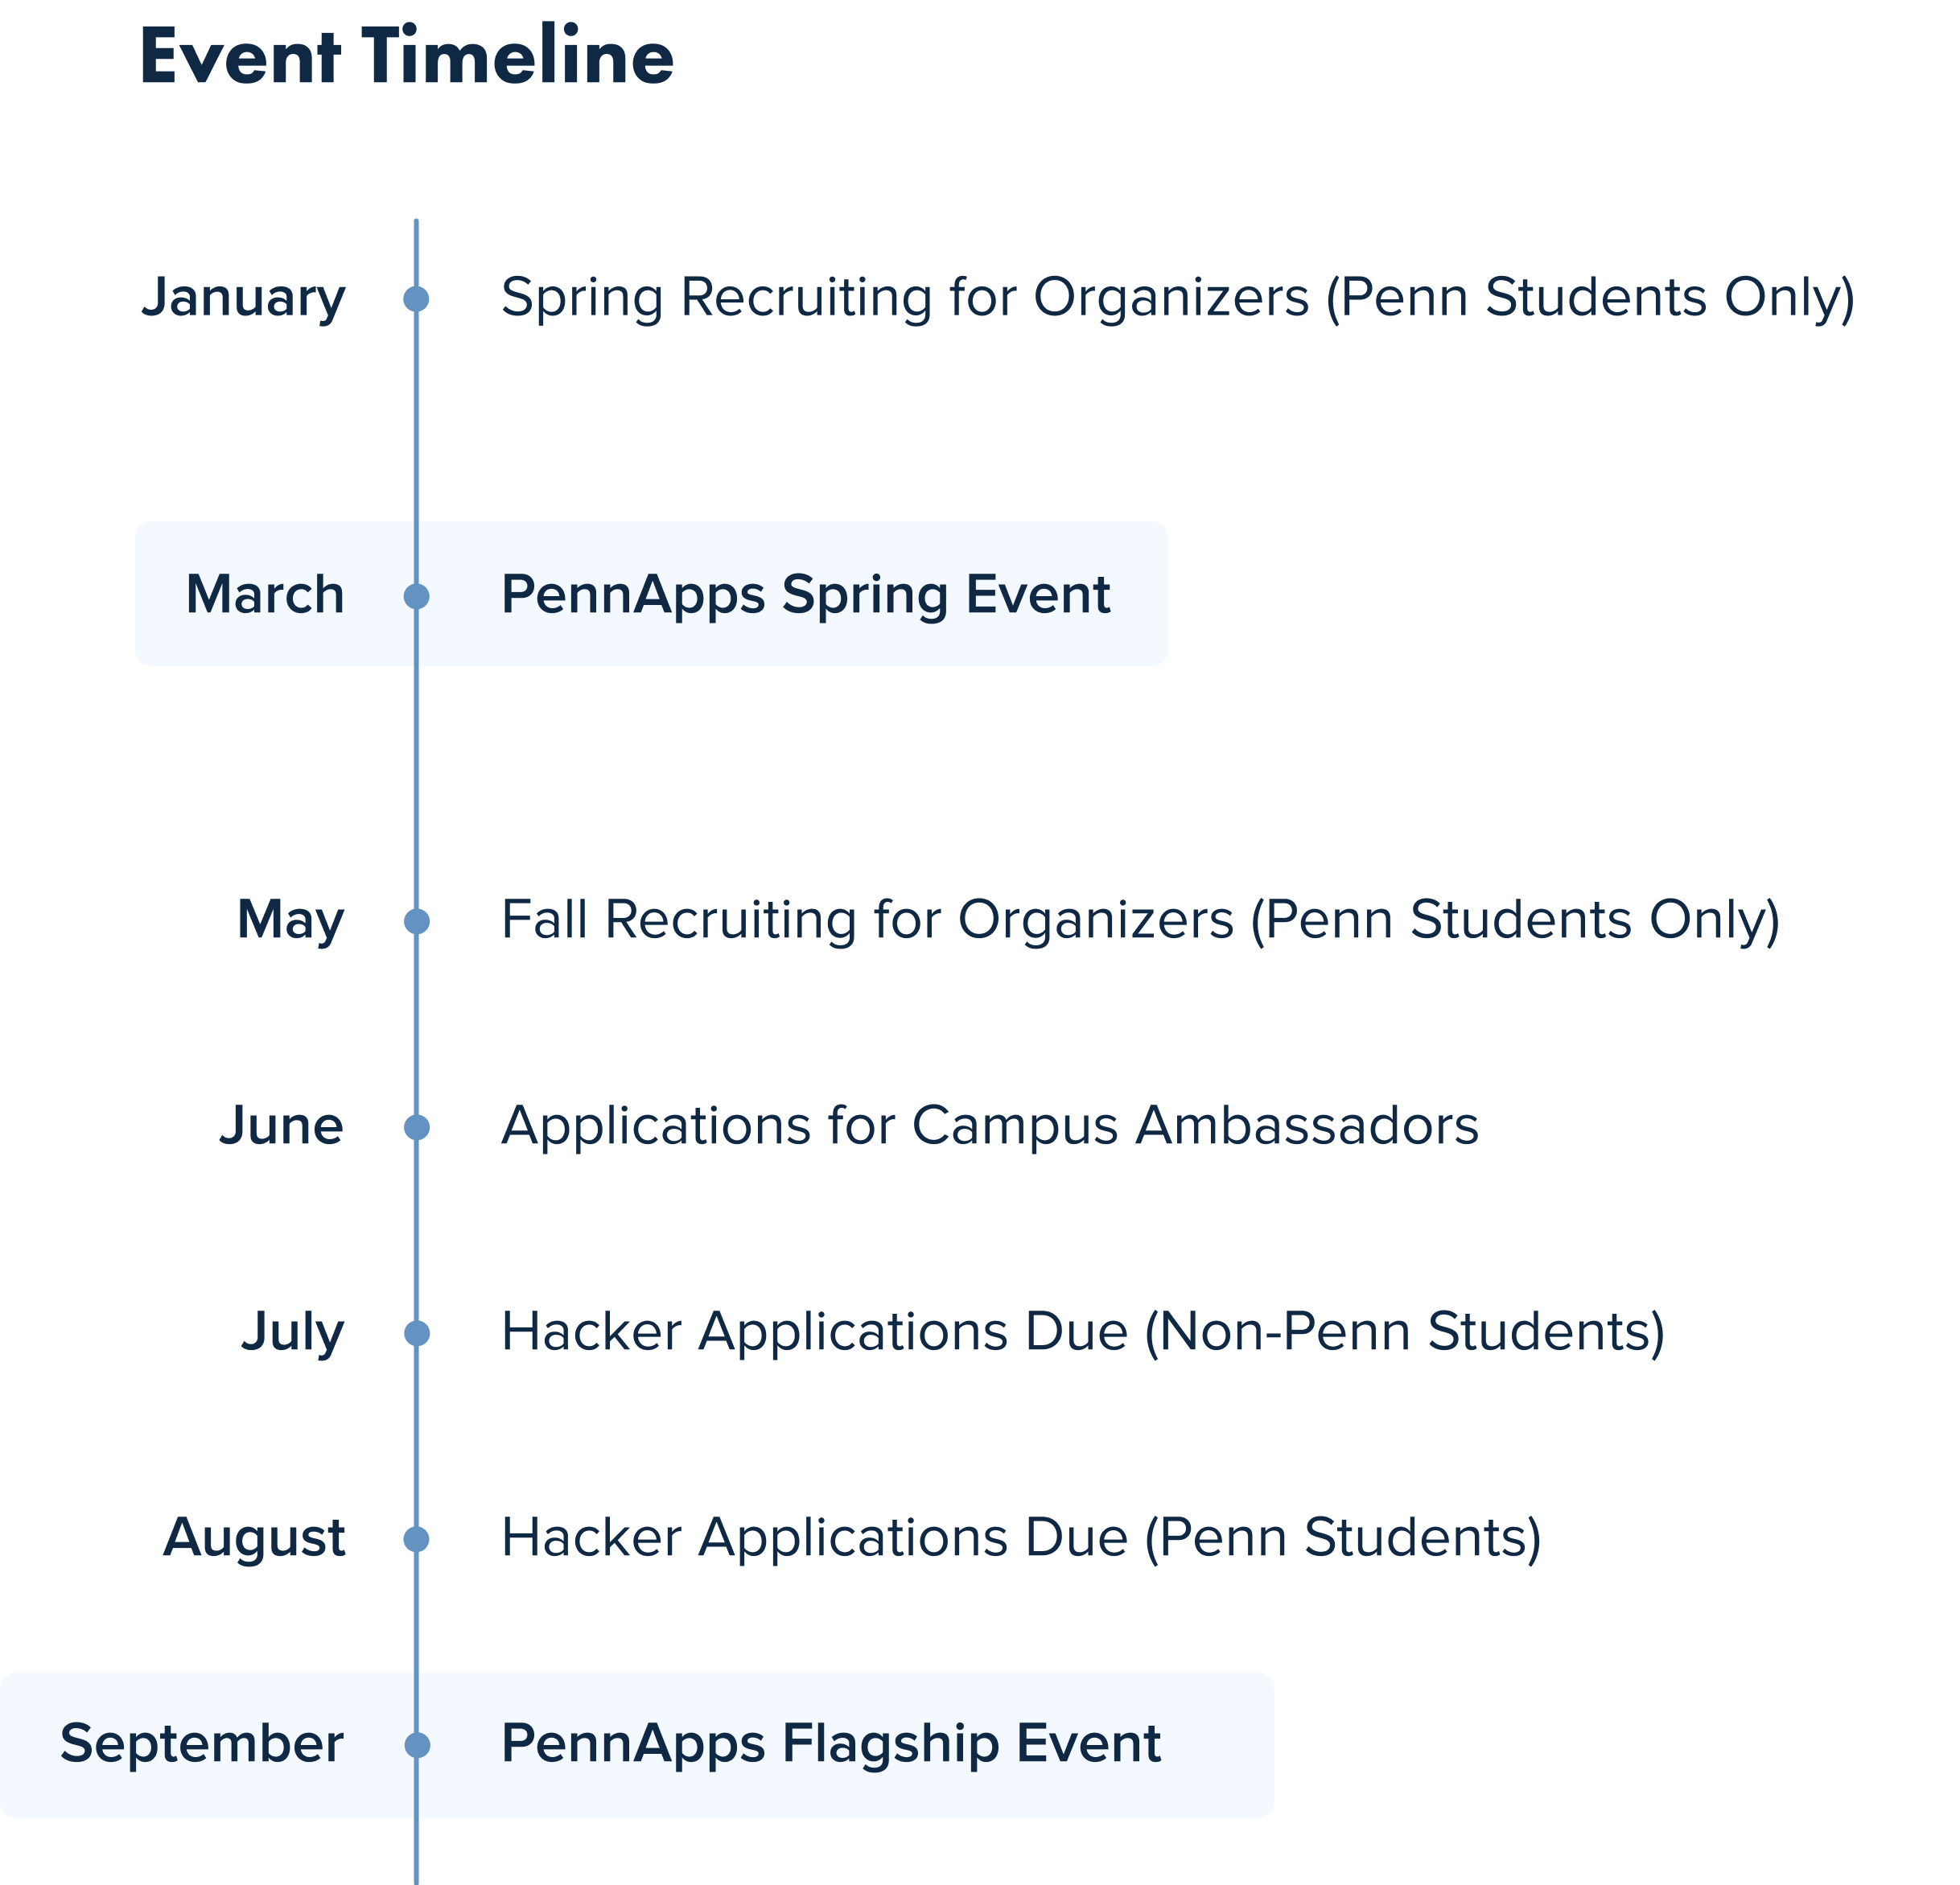 Event Timeline
January Spring Recruiting for Organizers (Penn Students Only)
March PennApps Spring Event
May Fall Recruiting for Organizers (Penn Students Only)
June Applications for Campus Ambassadors
July Hacker Applications Due (Non-Penn Students)
August Hacker Applications Due (Penn Students)
September PennApps Flagship Event